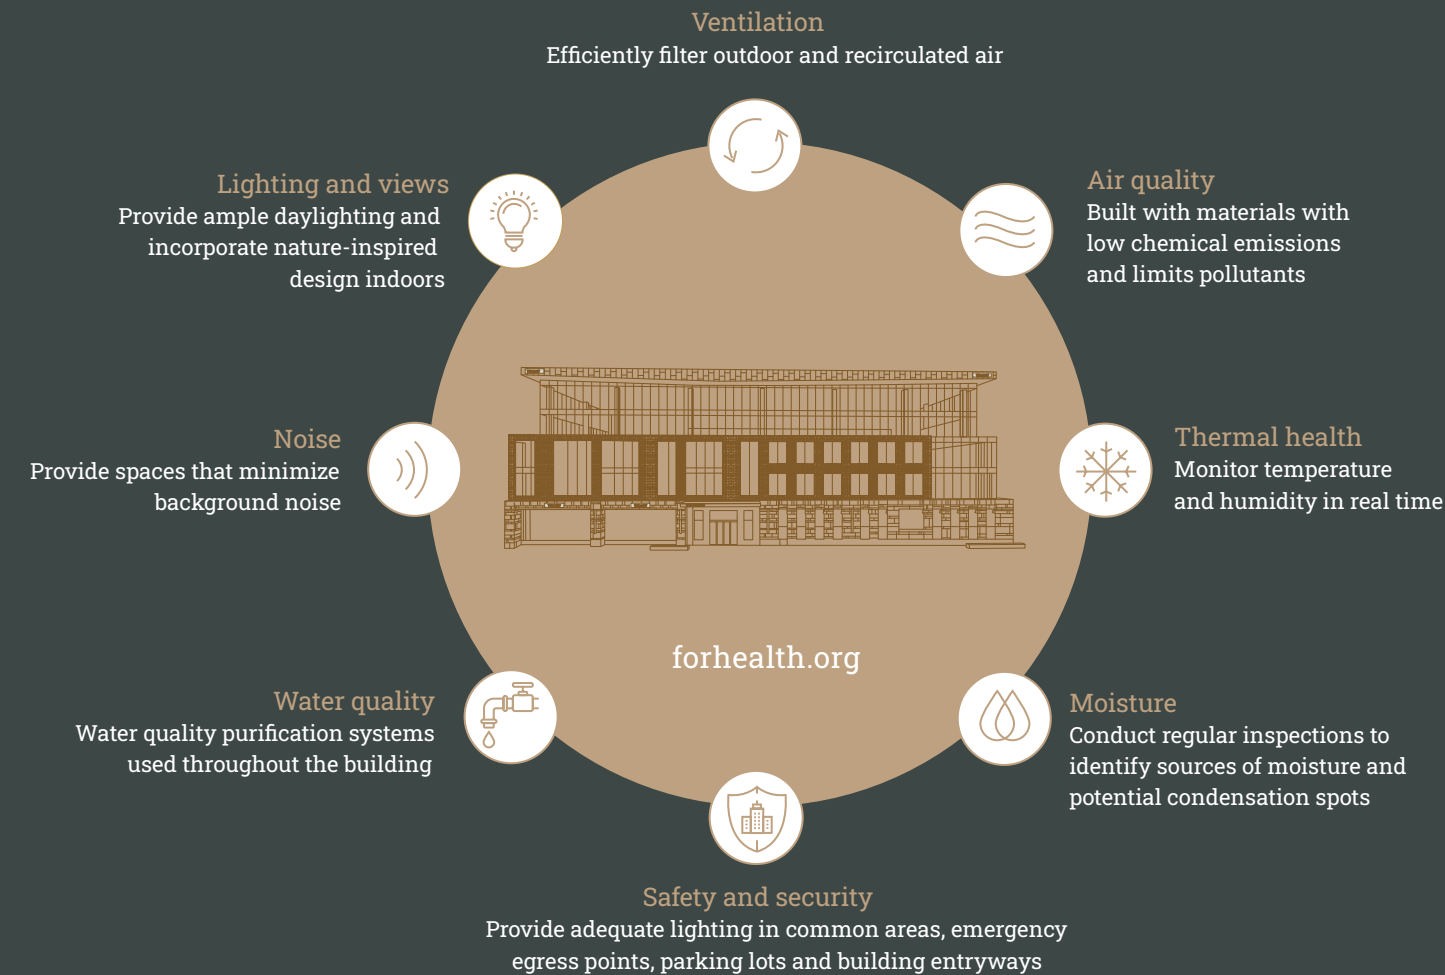 Ventilation
Efficiently filter outdoor and recirculated air
Lighting and views
Provide ample daylighting and
incorporate nature-inspired
design indoors
Air quality
Built with materials with
low chemical emissions
and limits pollutants
Noise
Provide spaces that minimize
background noise
Thermal health
Monitor temperature
and humidity in real time
forhealth.org
Water quality
Water quality purification systems
used throughout the building
Moisture
Conduct regular inspections to
identify sources of moisture and
potential condensation spots
Safety and security
Provide adequate lighting in common areas, emergency
egress points, parking lots and building entryways